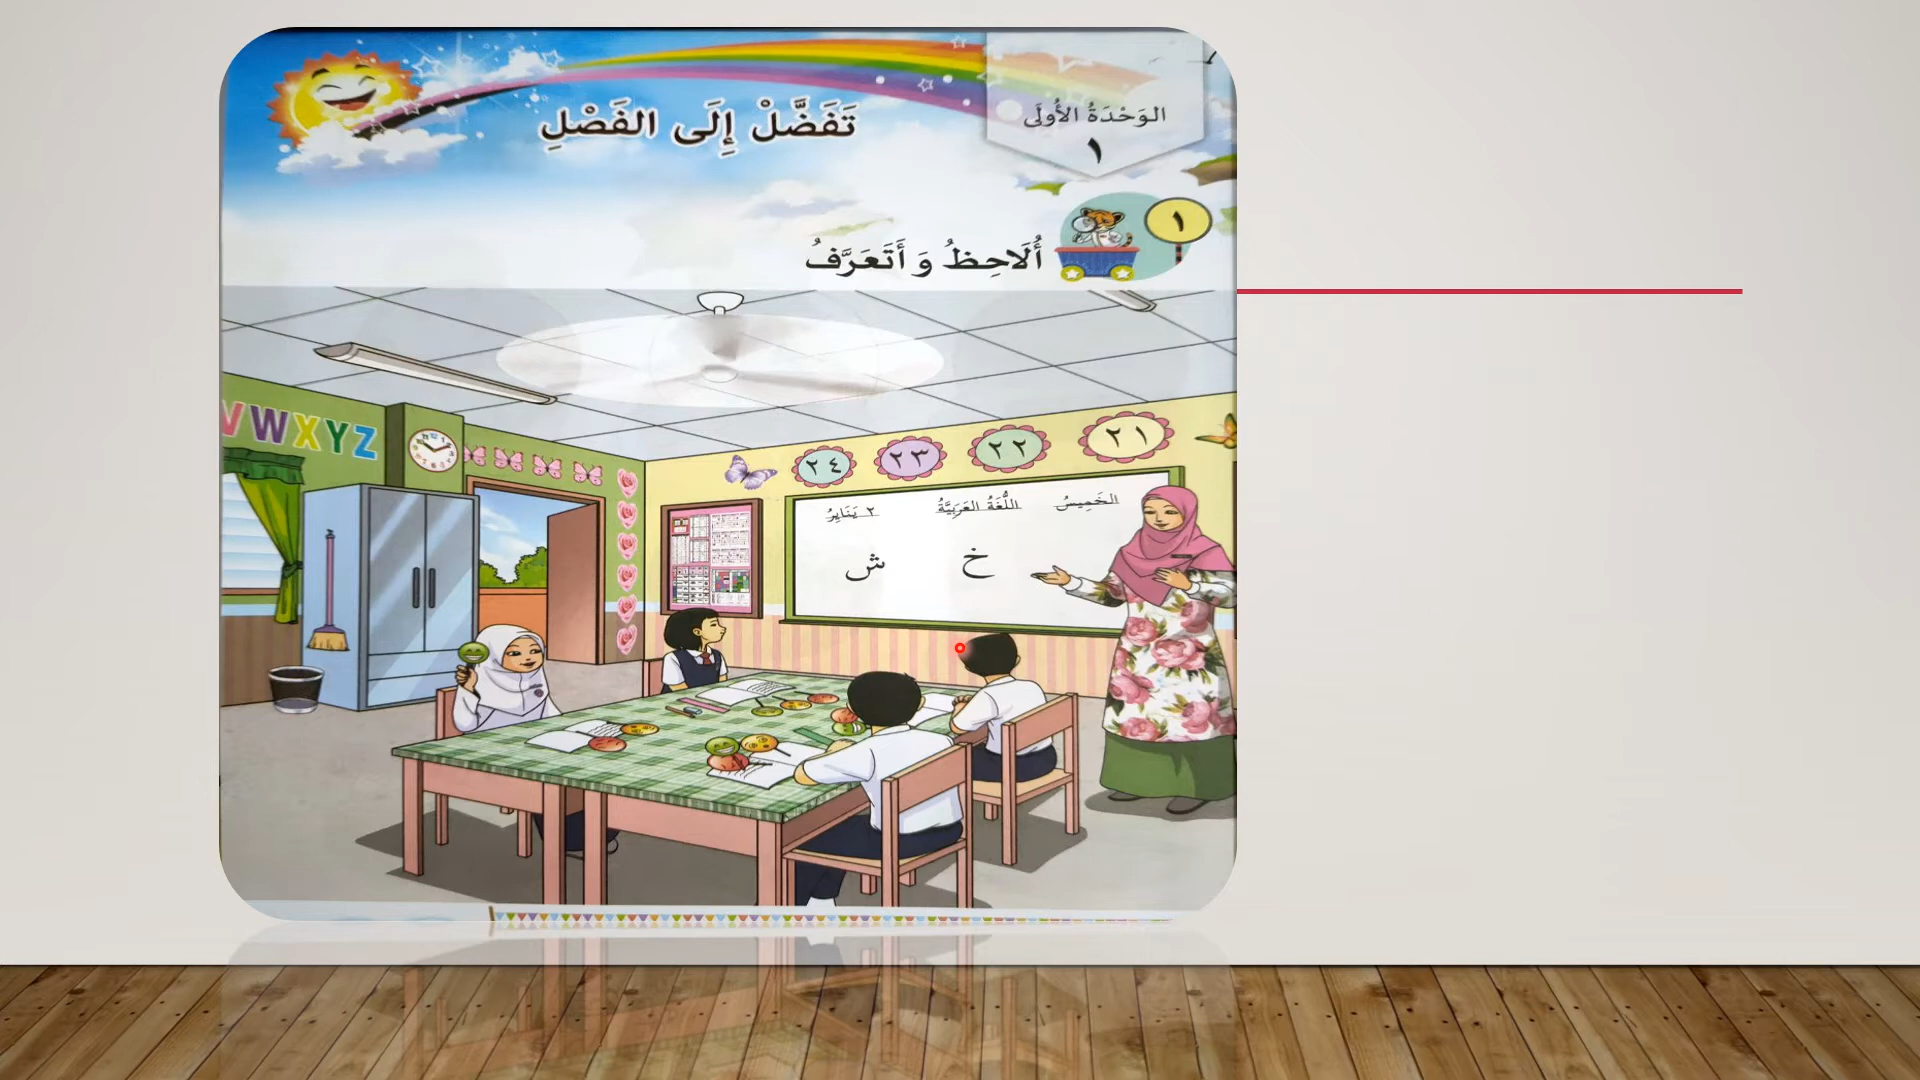 الوَحْدَةُ الأُولَى
١
تَفَضَّلْ إِلَى الفَصْلِ
١
أُلَاحِظُ وَ أَتَعَرَّفُ
VWXYZ
٢١ ٢٢ ٢٣ ٢٤
الخَمِيسُ اللُّغَةُ العَرَبِيَّةُ ٢ يَنَايِرُ
خ ش